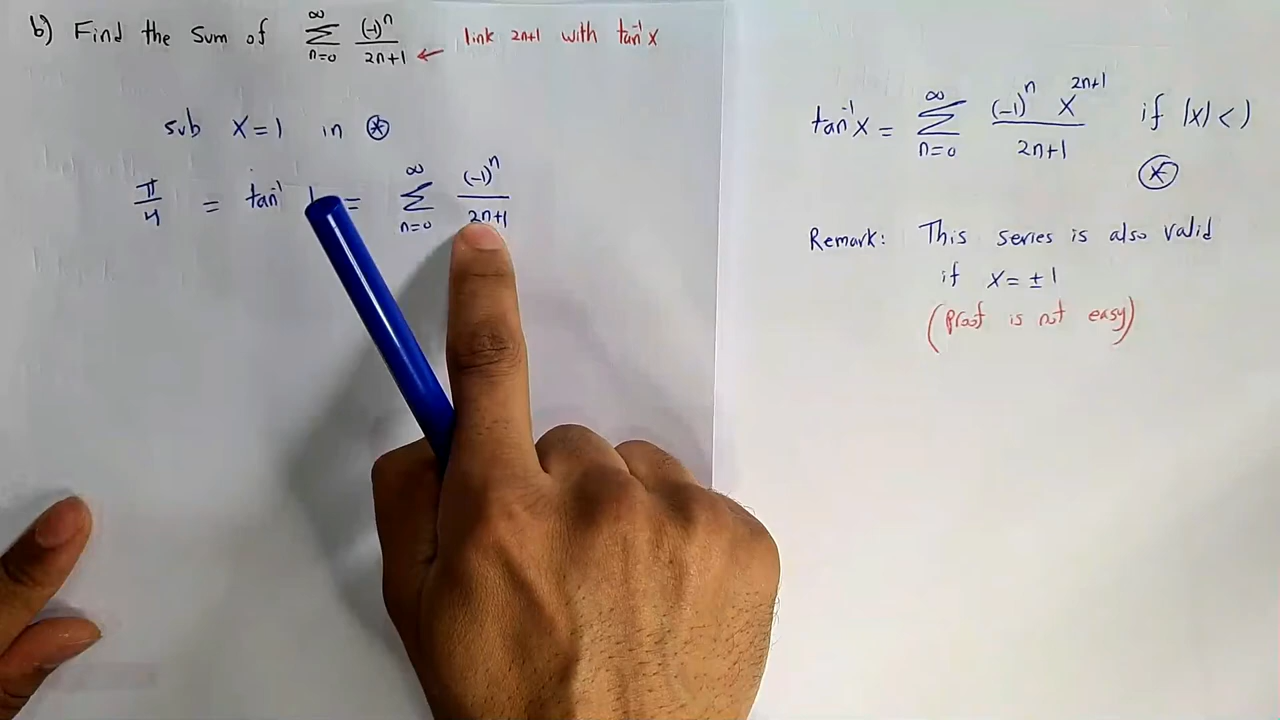 b) Find the Sum of ∞ Σ n=0 (-1)^n / 2n+1 ← link 2n+1 with tan⁻¹ x
sub x=1 in ⊛
π/4 = tan⁻¹ 1 = ∞ Σ n=0 (-1)^n / 2n+1
tan⁻¹ x = ∞ Σ n=0 (-1)^n x^2n+1 / 2n+1 if |x| < 1
⊛
Remark: This series is also valid
if x = ± 1
(Proof is not easy)